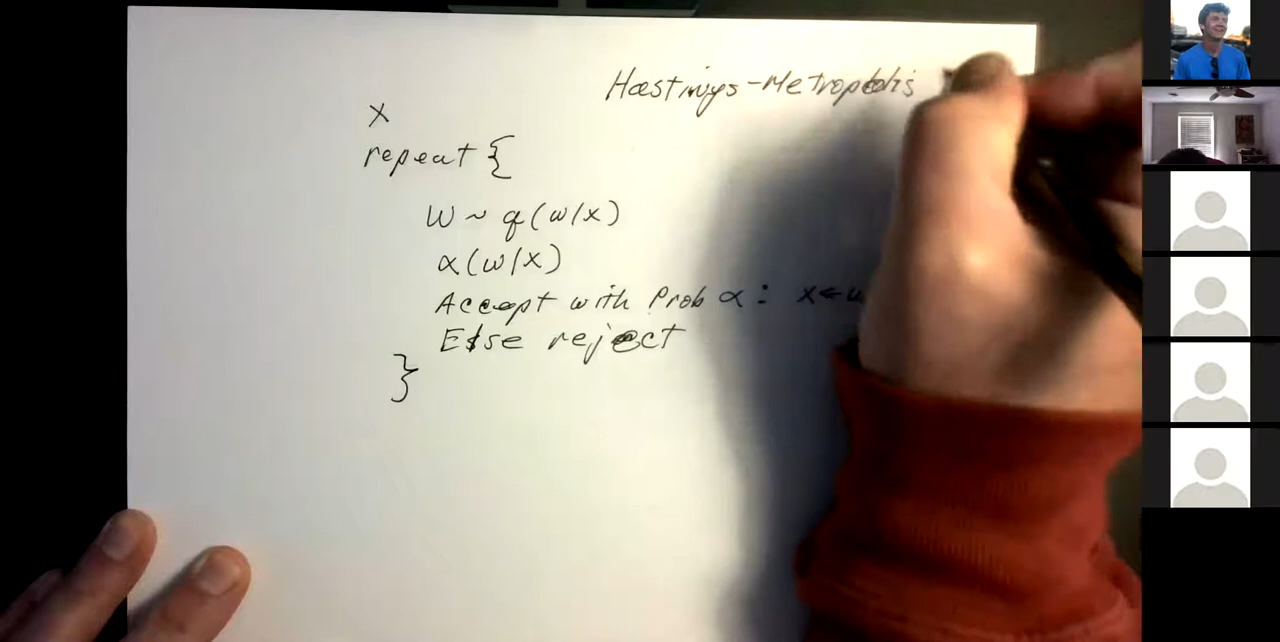 Hastings-Metropolis
x
repeat {
w ~ q(w/x)
α(w/x)
Accept with Prob α : x ←
Else reject
}